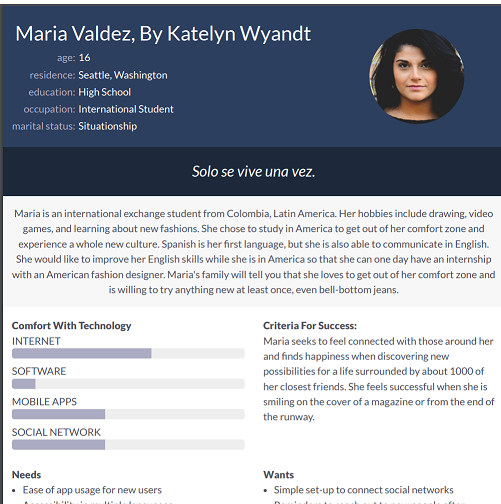 Maria Valdez, By Katelyn Wyandt
age: 16
residence: Seattle, Washington
education: High School
occupation: International Student
marital status: Situationship
Solo se vive una vez.
Maria is an international exchange student from Colombia, Latin America. Her hobbies include drawing, video
games, and learning about new fashions. She chose to study in America to get out of her comfort zone and
experience a whole new culture. Spanish is her first language, but she is also able to communicate in English.
She would like to improve her English skills while she is in America so that she can one day have an internship
with an American fashion designer. Maria's family will tell you that she loves to get out of her comfort zone and
is willing to try anything new at least once, even bell-bottom jeans.
Comfort With Technology
INTERNET
SOFTWARE
MOBILE APPS
SOCIAL NETWORK
Criteria For Success:
Maria seeks to feel connected with those around her
and finds happiness when discovering new
possibilities for a life surrounded by about 1000 of
her closest friends. She feels successful when she is
smiling on the cover of a magazine or from the end of
the runway.
Needs
Ease of app usage for new users
Wants
Simple set-up to connect social networks